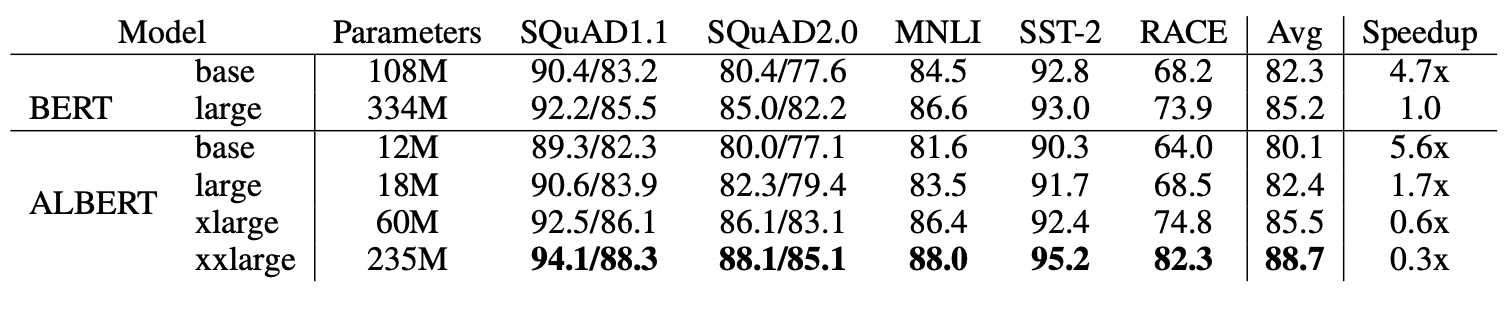 Model Parameters SQuAD1.1 SQuAD2.0 MNLI SST-2 RACE Avg Speedup
base 108M 90.4/83.2 80.4/77.6 84.5 92.8 68.2 82.3 4.7x
BERT large 334M 92.2/85.5 85.0/82.2 86.6 93.0 73.9 85.2 1.0
base 12M 89.3/82.3 80.0/77.1 81.6 90.3 64.0 80.1 5.6x
ALBERT large 18M 90.6/83.9 82.3/79.4 83.5 91.7 68.5 82.4 1.7x
xlarge 60M 92.5/86.1 86.1/83.1 86.4 92.4 74.8 85.5 0.6x
xxlarge 235M 94.1/88.3 88.1/85.1 88.0 95.2 82.3 88.7 0.3x